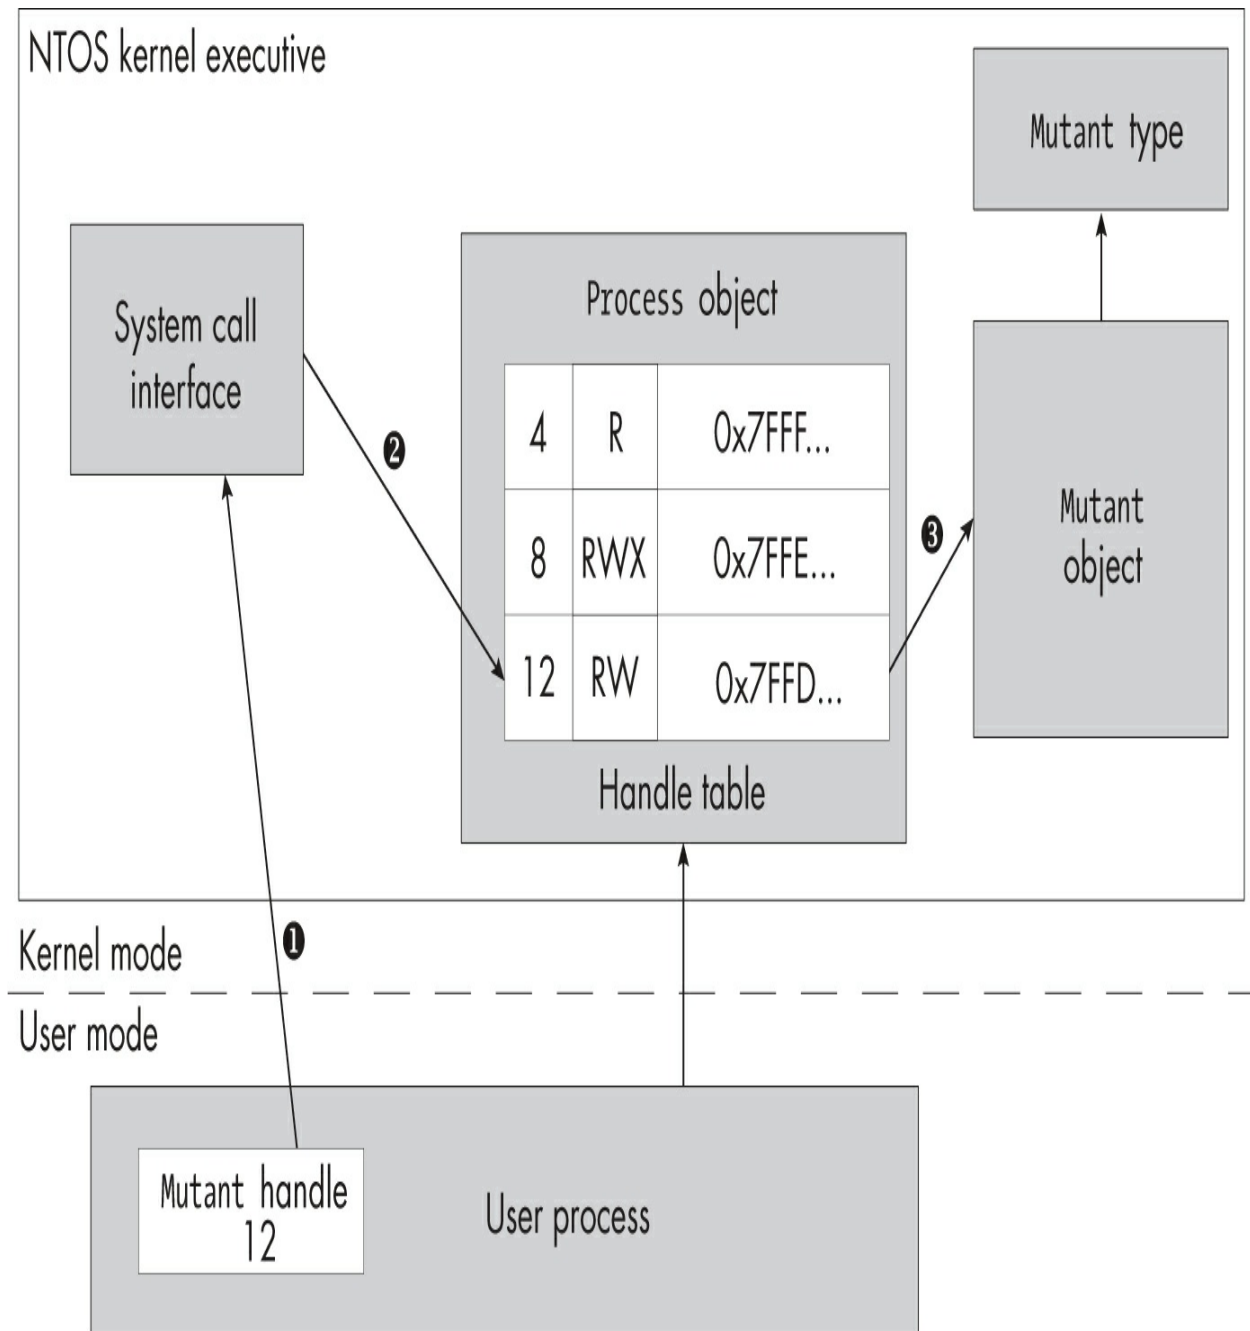 NTOS kernel executive
Mutant type
System call
interface
Process object
4 R 0x7FFF...
8 RWX 0x7FFE...
12 RW 0x7FFD...
Handle table
Mutant
object
❷
❸
❶
Kernel mode
User mode
Mutant handle
12
User process